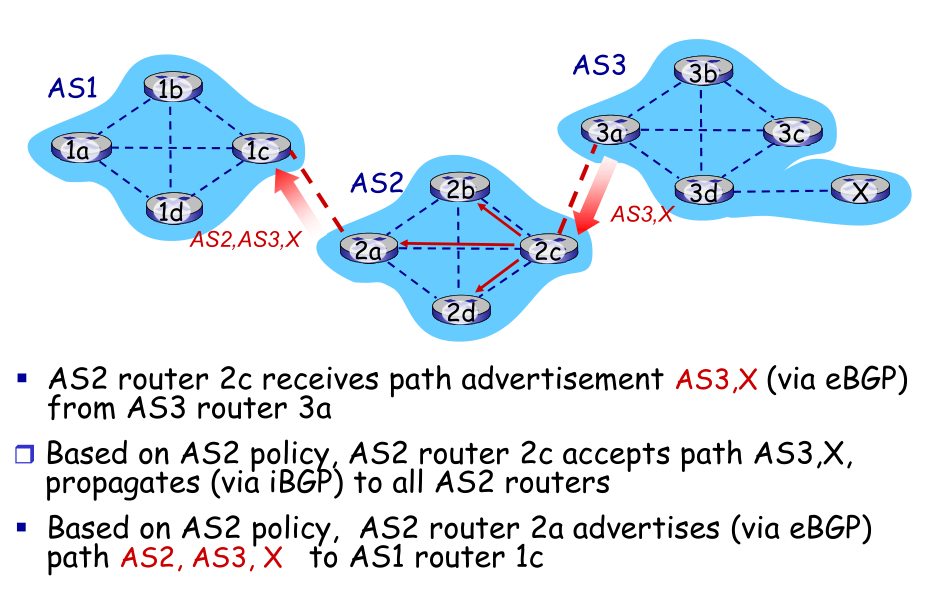 AS1
1b
1a
1c
1d
AS2,AS3,X
AS2
2b
2a
2c
2d
AS3
3b
3a
3c
3d
X
AS3,X
AS2 router 2c receives path advertisement AS3,X (via eBGP)
from AS3 router 3a
Based on AS2 policy, AS2 router 2c accepts path AS3,X,
propagates (via iBGP) to all AS2 routers
Based on AS2 policy, AS2 router 2a advertises (via eBGP)
path AS2, AS3, X to AS1 router 1c